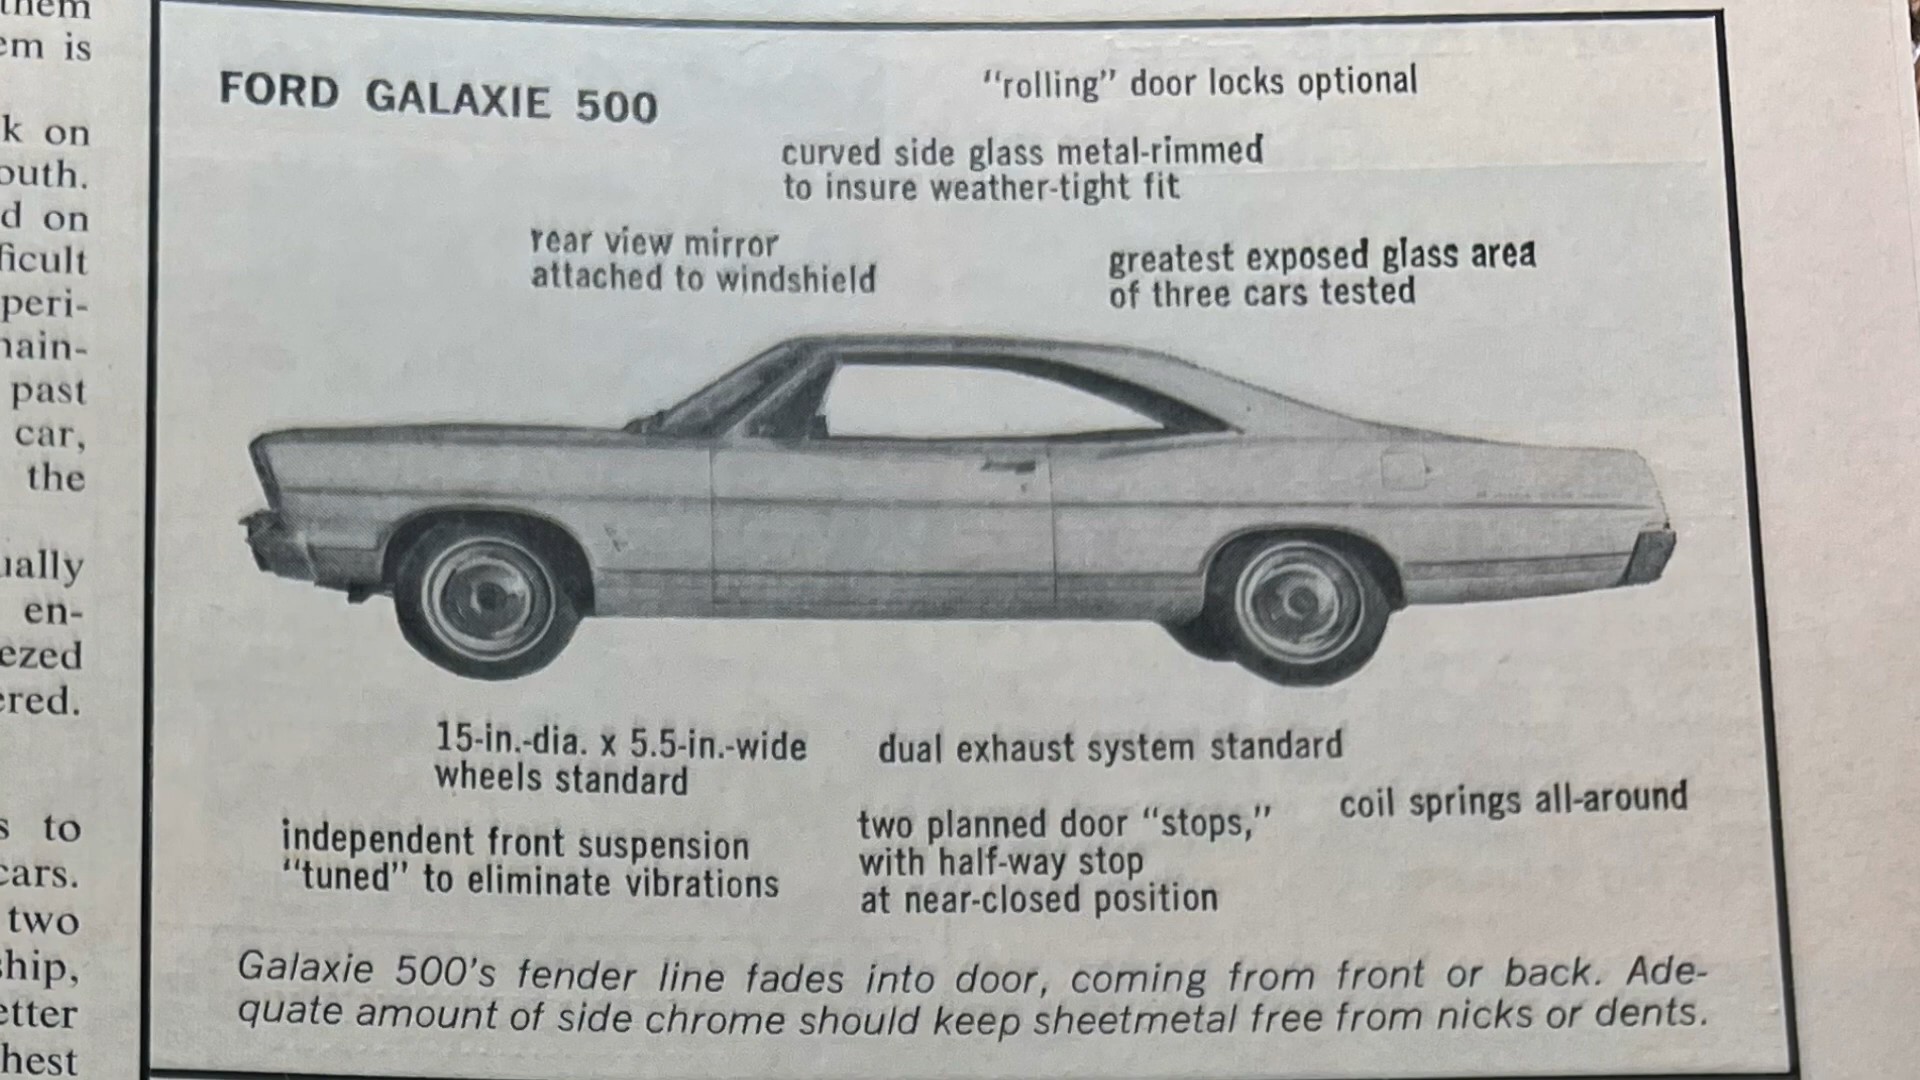 them
em is
k on
outh.
d on
ficult
peri-
nain-
past
car,
the
ually
en-
ezed
ered.
s to
cars.
two
ship,
etter
hest
FORD GALAXIE 500
"rolling" door locks optional
curved side glass metal-rimmed
to insure weather-tight fit
rear view mirror
attached to windshield
greatest exposed glass area
of three cars tested
15-in.-dia. x 5.5-in.-wide
wheels standard
dual exhaust system standard
coil springs all-around
independent front suspension
"tuned" to eliminate vibrations
two planned door "stops,"
with half-way stop
at near-closed position
Galaxie 500's fender line fades into door, coming from front or back. Ade-
quate amount of side chrome should keep sheetmetal free from nicks or dents.